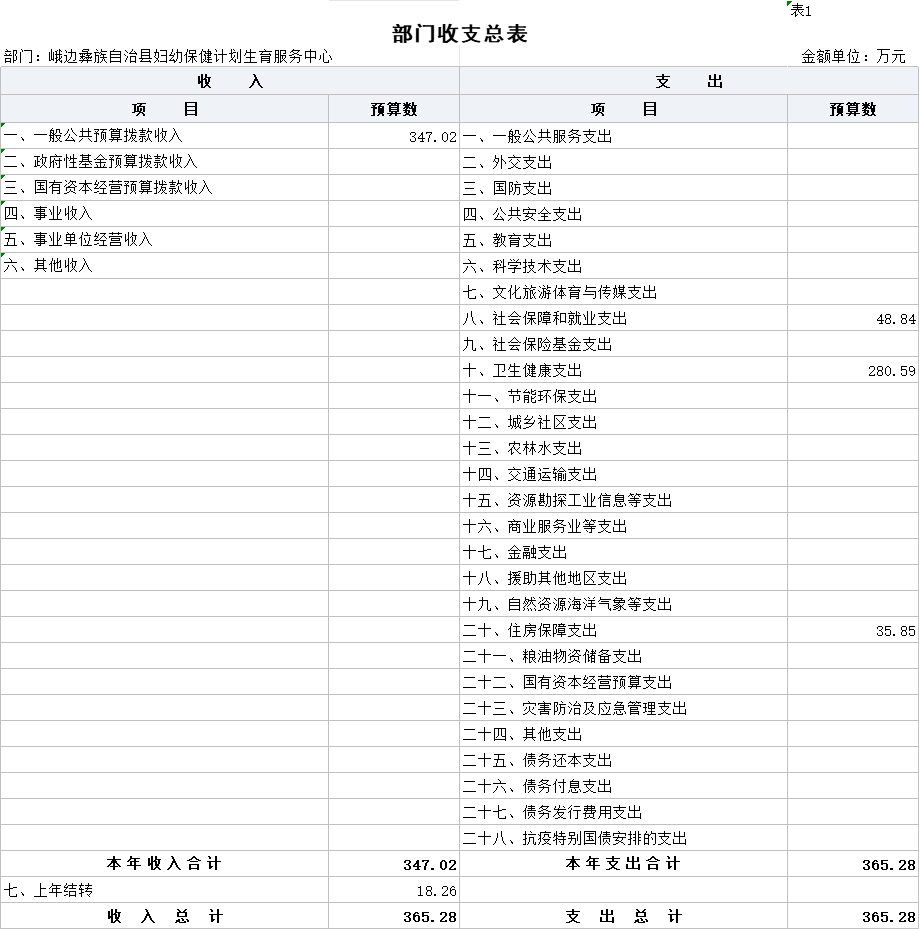 表1
部门收支总表
部门：峨边彝族自治县妇幼保健计划生育服务中心 金额单位：万元
收 入 支 出
项 目 预算数 项 目 预算数
一、一般公共预算拨款收入 347.02 一、一般公共服务支出
二、政府性基金预算拨款收入 二、外交支出
三、国有资本经营预算拨款收入 三、国防支出
四、事业收入 四、公共安全支出
五、事业单位经营收入 五、教育支出
六、其他收入 六、科学技术支出
七、文化旅游体育与传媒支出
八、社会保障和就业支出 48.84
九、社会保险基金支出
十、卫生健康支出 280.59
十一、节能环保支出
十二、城乡社区支出
十三、农林水支出
十四、交通运输支出
十五、资源勘探工业信息等支出
十六、商业服务业等支出
十七、金融支出
十八、援助其他地区支出
十九、自然资源海洋气象等支出
二十、住房保障支出 35.85
二十一、粮油物资储备支出
二十二、国有资本经营预算支出
二十三、灾害防治及应急管理支出
二十四、其他支出
二十五、债务还本支出
二十六、债务付息支出
二十七、债务发行费用支出
二十八、抗疫特别国债安排的支出
本年收入合计 347.02 本年支出合计 365.28
七、上年结转 18.26
收 入 总 计 365.28 支 出 总 计 365.28